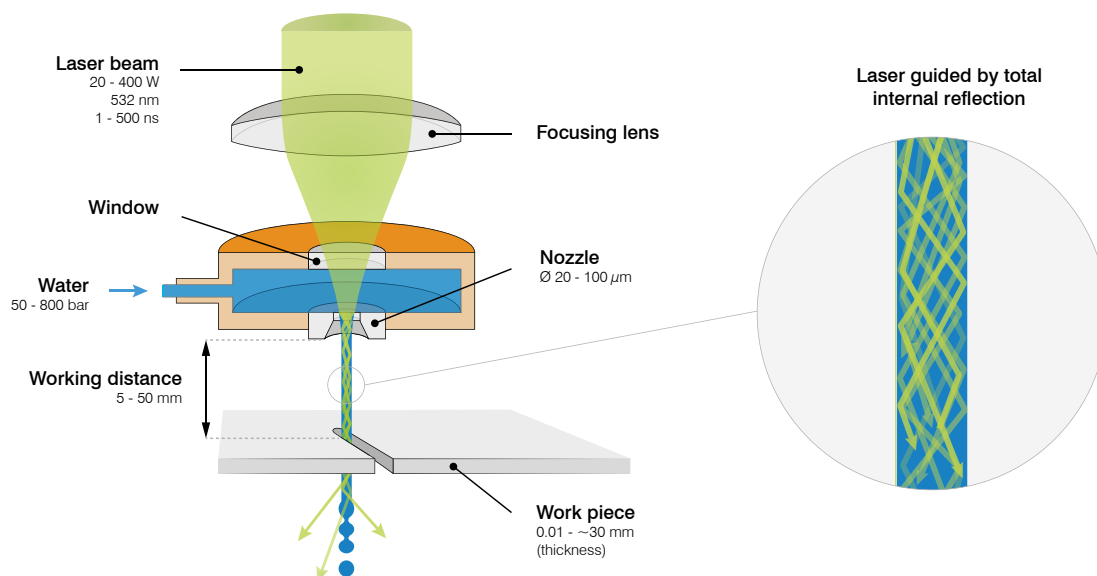 Laser beam
20 - 400 W
532 nm
1 - 500 ns
Focusing lens
Window
Nozzle
Ø 20 - 100 µm
Water
50 - 800 bar
Working distance
5 - 50 mm
Work piece
0.01 - ~30 mm
(thickness)
Laser guided by total
internal reflection